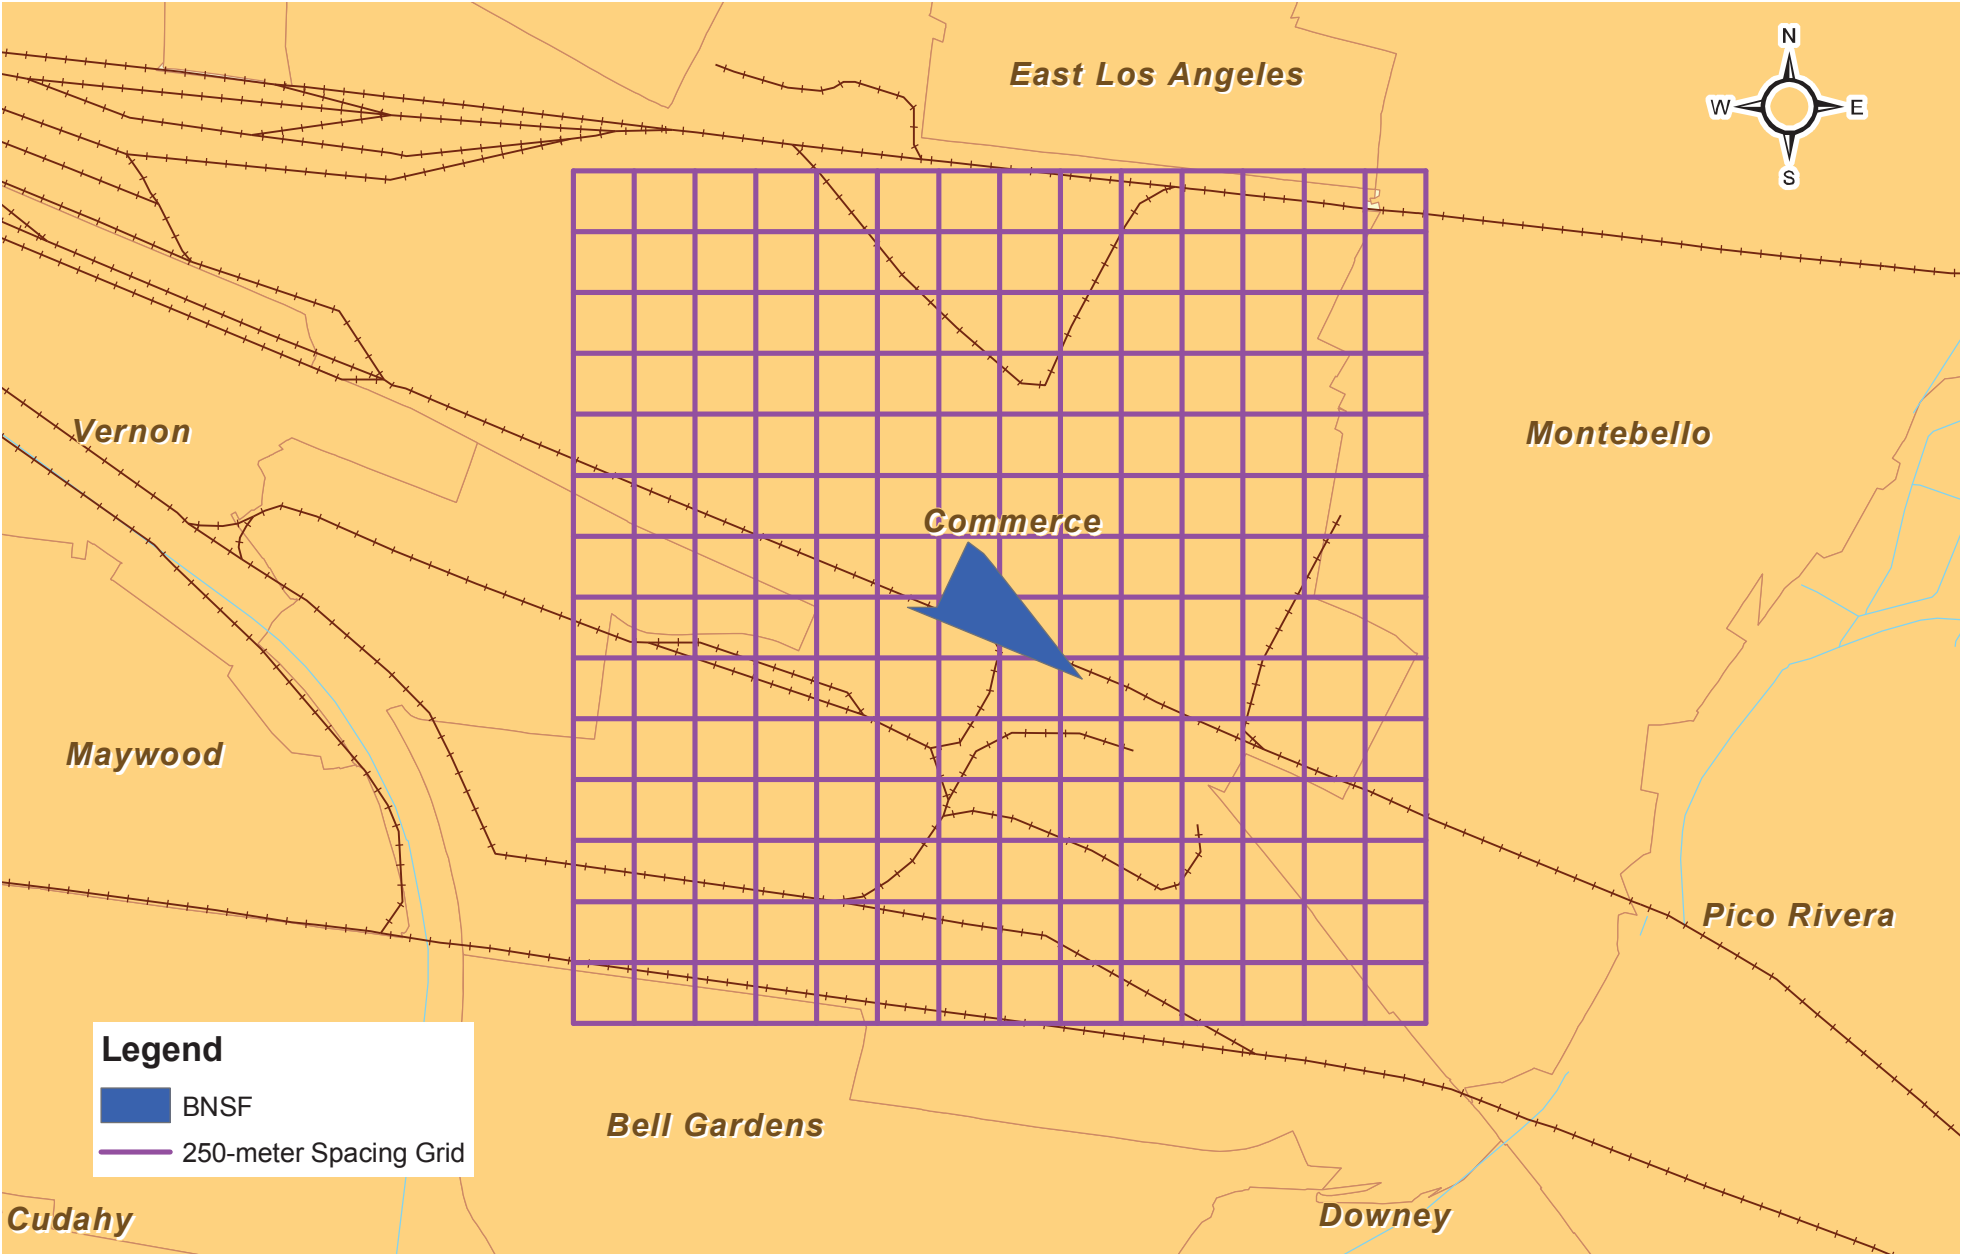 East Los Angeles
N
W
E
S
Vernon
Montebello
Commerce
Maywood
Pico Rivera
Legend
BNSF
250-meter Spacing Grid
Bell Gardens
Cudahy
Downey